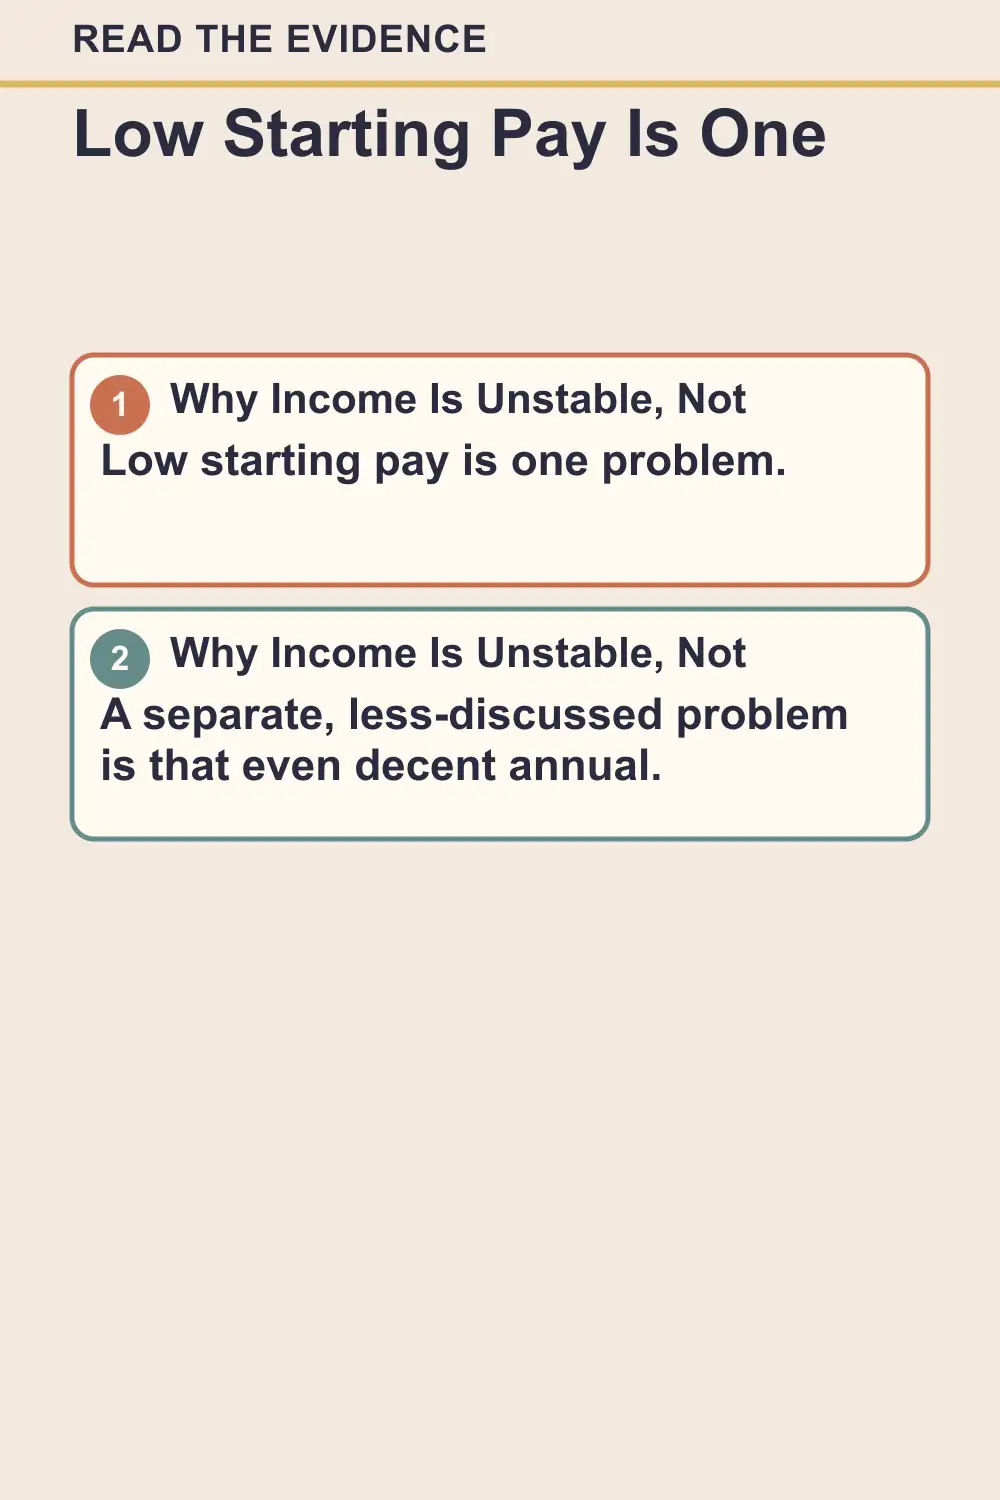 READ THE EVIDENCE
Low Starting Pay Is One
1 Why Income Is Unstable, Not
Low starting pay is one problem.
2 Why Income Is Unstable, Not
A separate, less-discussed problem
is that even decent annual.